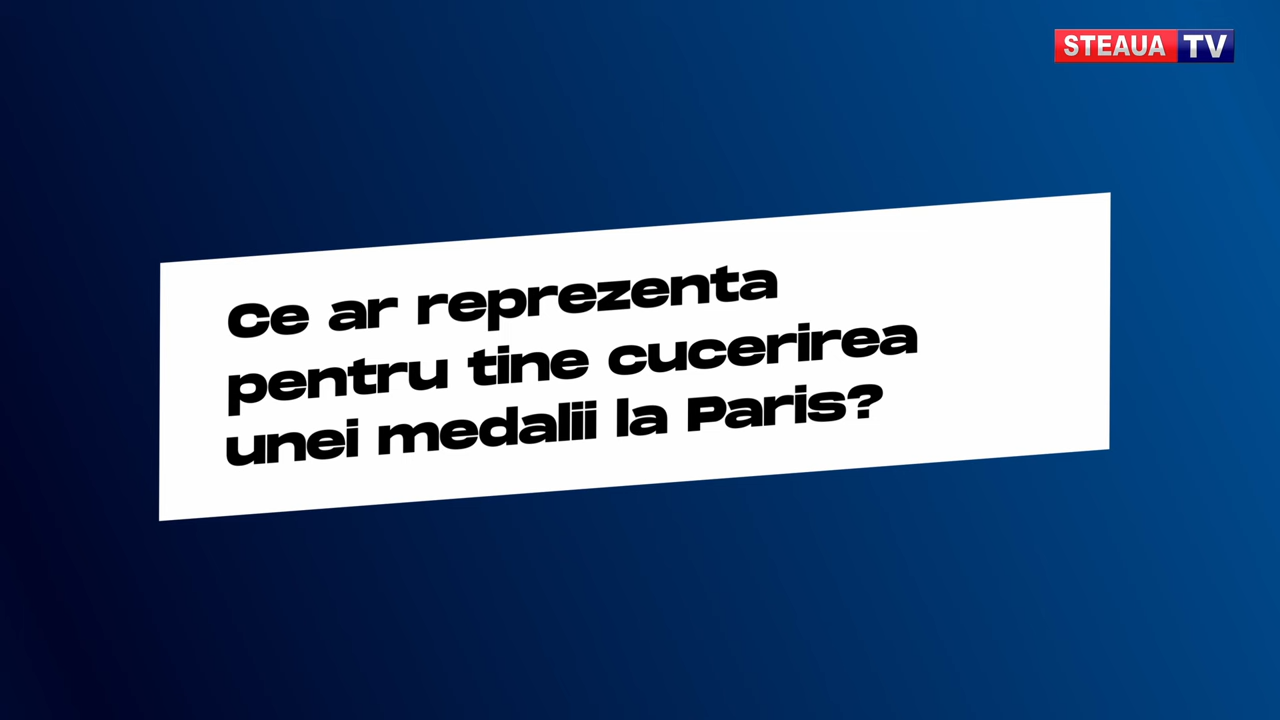 STEAUA TV
Ce ar reprezenta
pentru tine cucerirea
unei medalii la Paris?